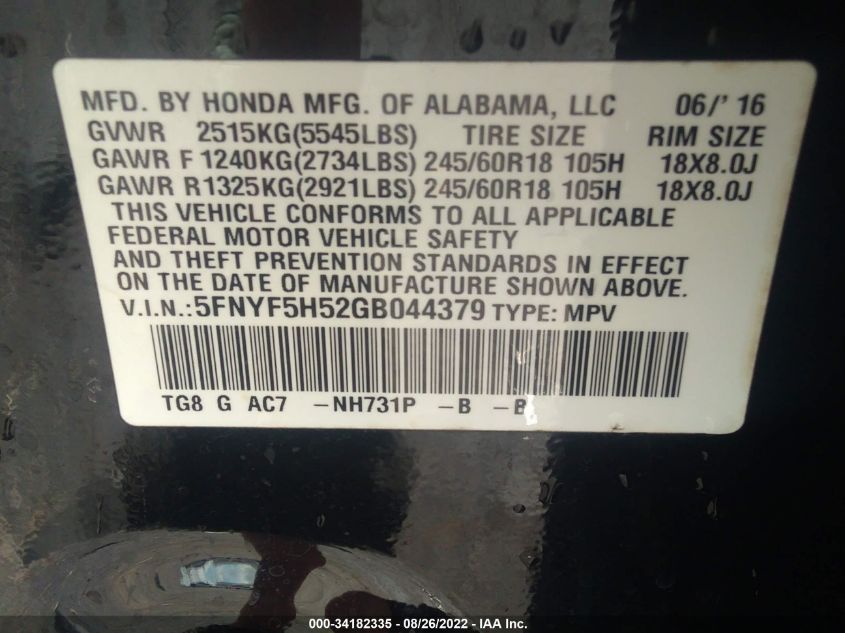 MFD. BY HONDA MFG. OF ALABAMA, LLC 06/'16
GVWR 2515KG(5545LBS) TIRE SIZE RIM SIZE
GAWR F 1240KG(2734LBS) 245/60R18 105H 18X8.0J
GAWR R1325KG(2921LBS) 245/60R18 105H 18X8.0J
THIS VEHICLE CONFORMS TO ALL APPLICABLE
FEDERAL MOTOR VEHICLE SAFETY
AND THEFT PREVENTION STANDARDS IN EFFECT
ON THE DATE OF MANUFACTURE SHOWN ABOVE.
V.I.N.:5FNYF5H52GB044379 TYPE: MPV
TG8 G AC7 -NH731P -B -B
000-34182335 - 08/26/2022 - IAA Inc.